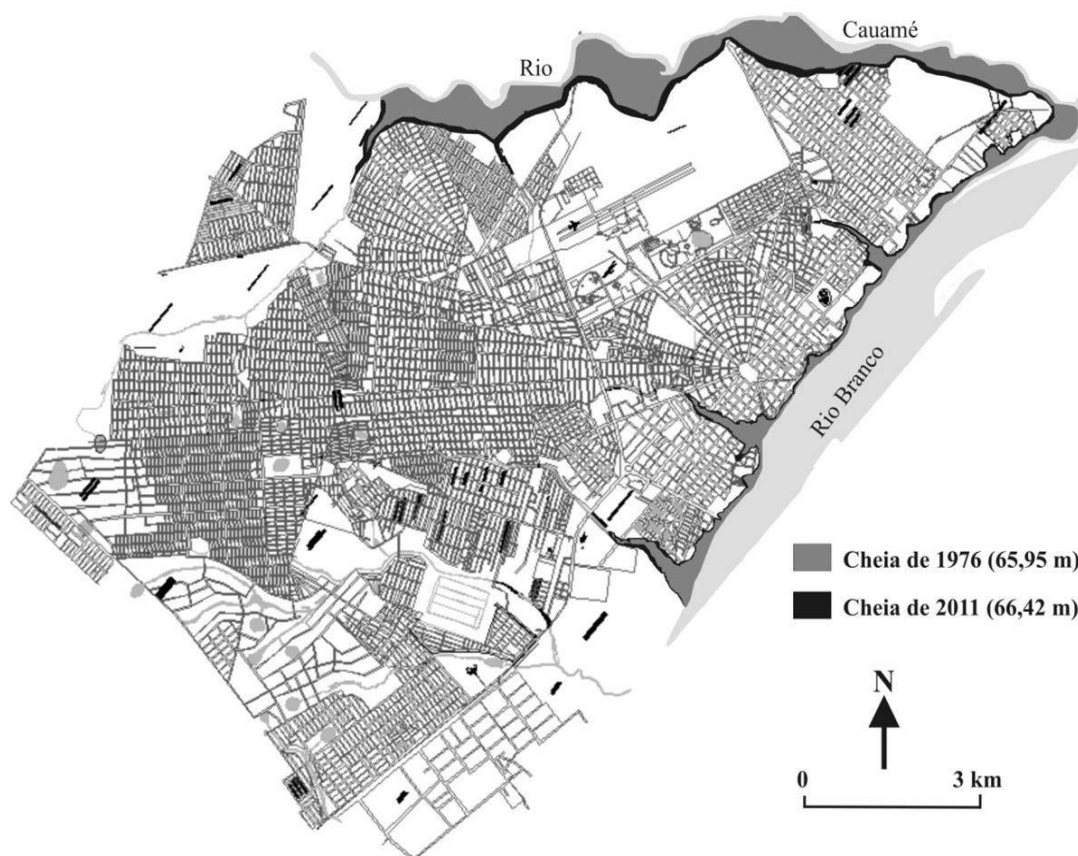 Cauamé
Rio
Rio Branco
Cheia de 1976 (65,95 m)
Cheia de 2011 (66,42 m)
N
0 3 km